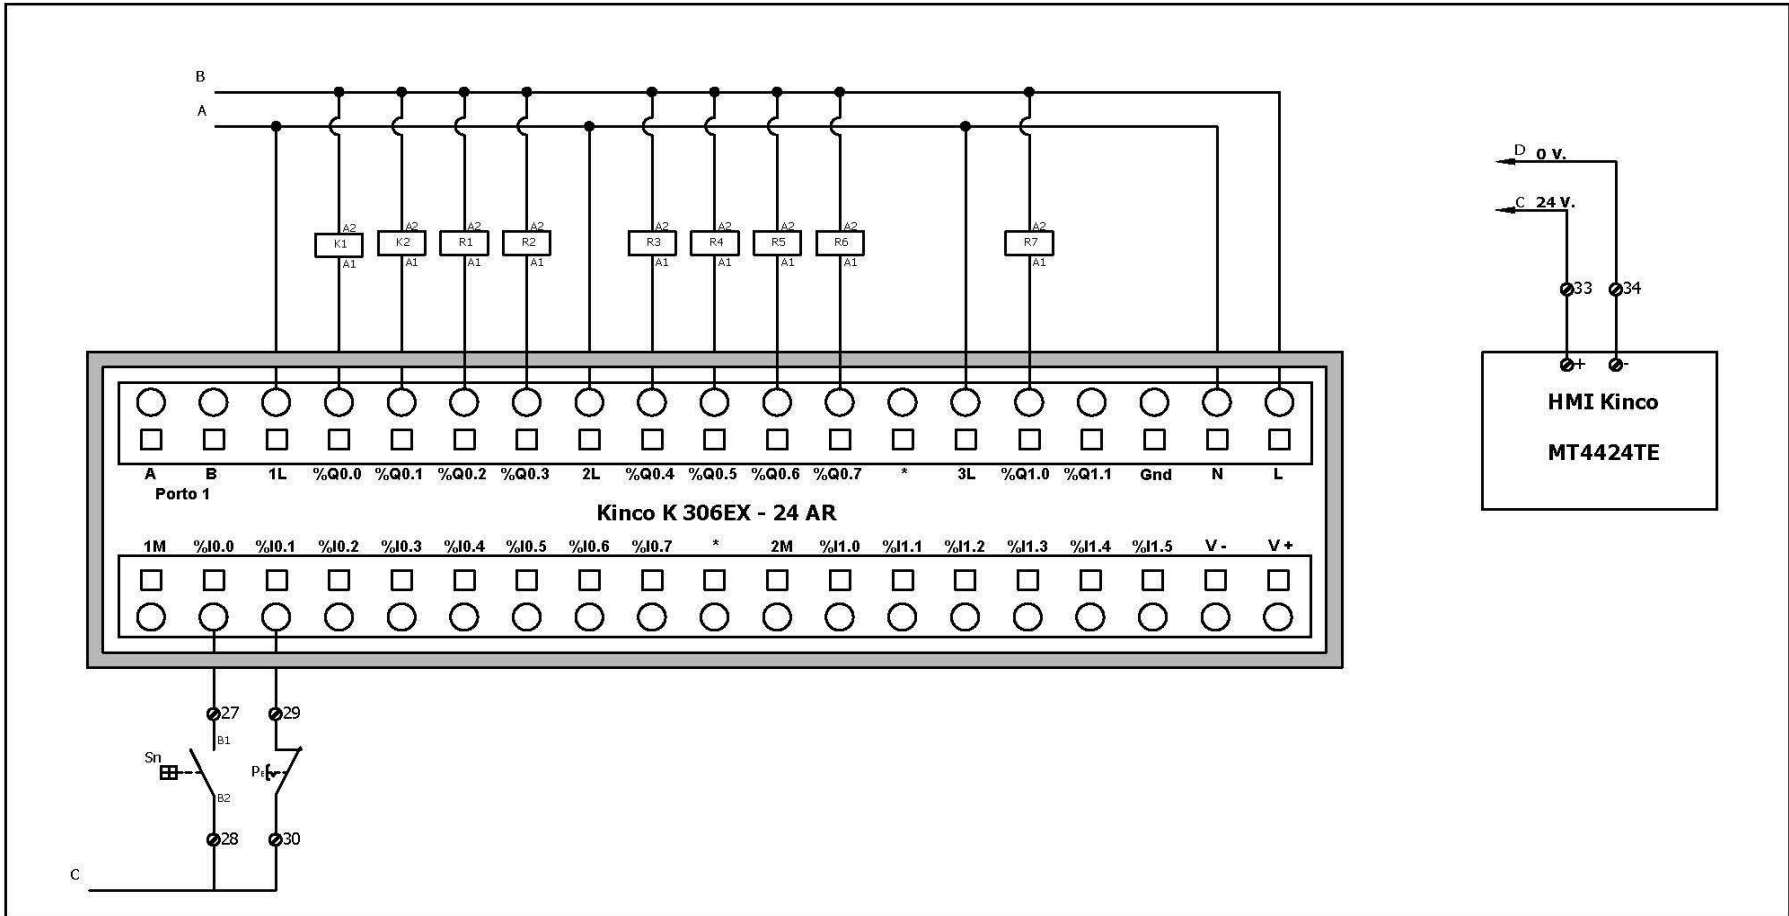 B
A
D 0 V.
C 24 V.
A2 A2 A2 A2 A2 A2 A2 A2 A2
K1 K2 R1 R2 R3 R4 R5 R6 R7
A1 A1 A1 A1 A1 A1 A1 A1 A1
33 34
+ -
HMI Kinco
MT4424TE
A B 1L %Q0.0 %Q0.1 %Q0.2 %Q0.3 2L %Q0.4 %Q0.5 %Q0.6 %Q0.7 * 3L %Q1.0 %Q1.1 Gnd N L
Porto 1
Kinco K 306EX - 24 AR
1M %I0.0 %I0.1 %I0.2 %I0.3 %I0.4 %I0.5 %I0.6 %I0.7 * 2M %I1.0 %I1.1 %I1.2 %I1.3 %I1.4 %I1.5 V - V +
27 29
B1
Sn PE
B2
28 30
C